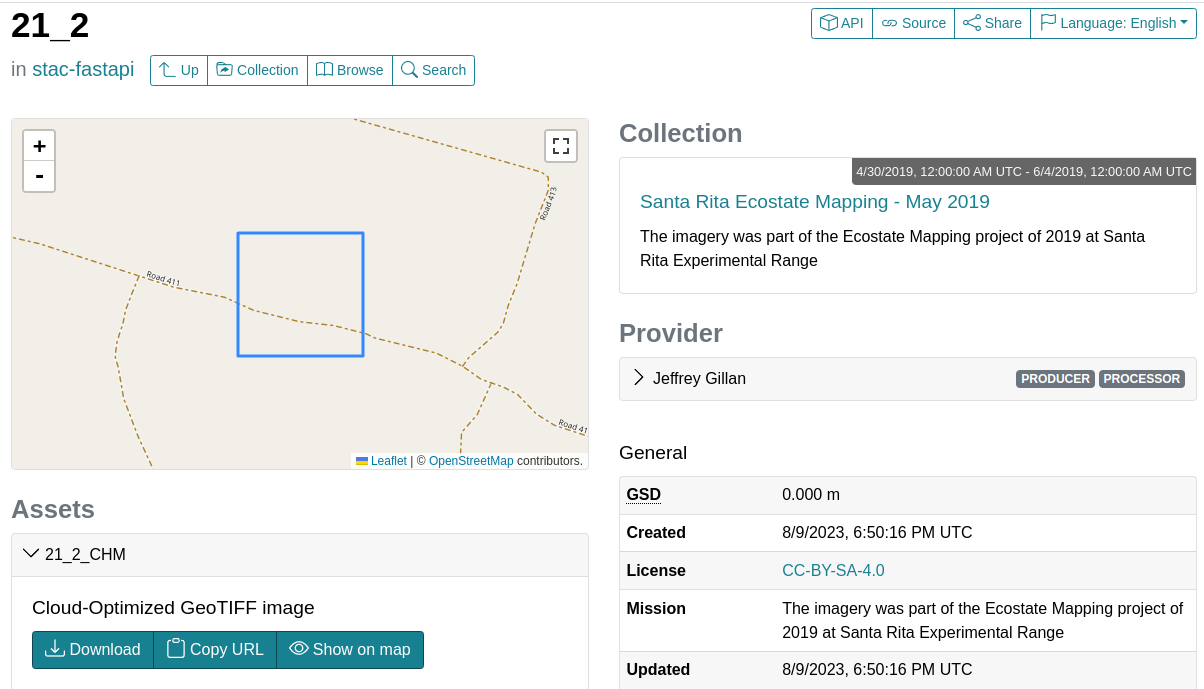 21_2
API Source Share Language: English
in stac-fastapi Up Collection Browse Search
+
-
Road 413
Road 411
Road 41
Leaflet | © OpenStreetMap contributors.
Assets
21_2_CHM
Cloud-Optimized GeoTIFF image
Download Copy URL Show on map
Collection
4/30/2019, 12:00:00 AM UTC - 6/4/2019, 12:00:00 AM UTC
Santa Rita Ecostate Mapping - May 2019
The imagery was part of the Ecostate Mapping project of 2019 at Santa
Rita Experimental Range
Provider
Jeffrey Gillan PRODUCER PROCESSOR
General
GSD 0.000 m
Created 8/9/2023, 6:50:16 PM UTC
License CC-BY-SA-4.0
Mission The imagery was part of the Ecostate Mapping project of
2019 at Santa Rita Experimental Range
Updated 8/9/2023, 6:50:16 PM UTC